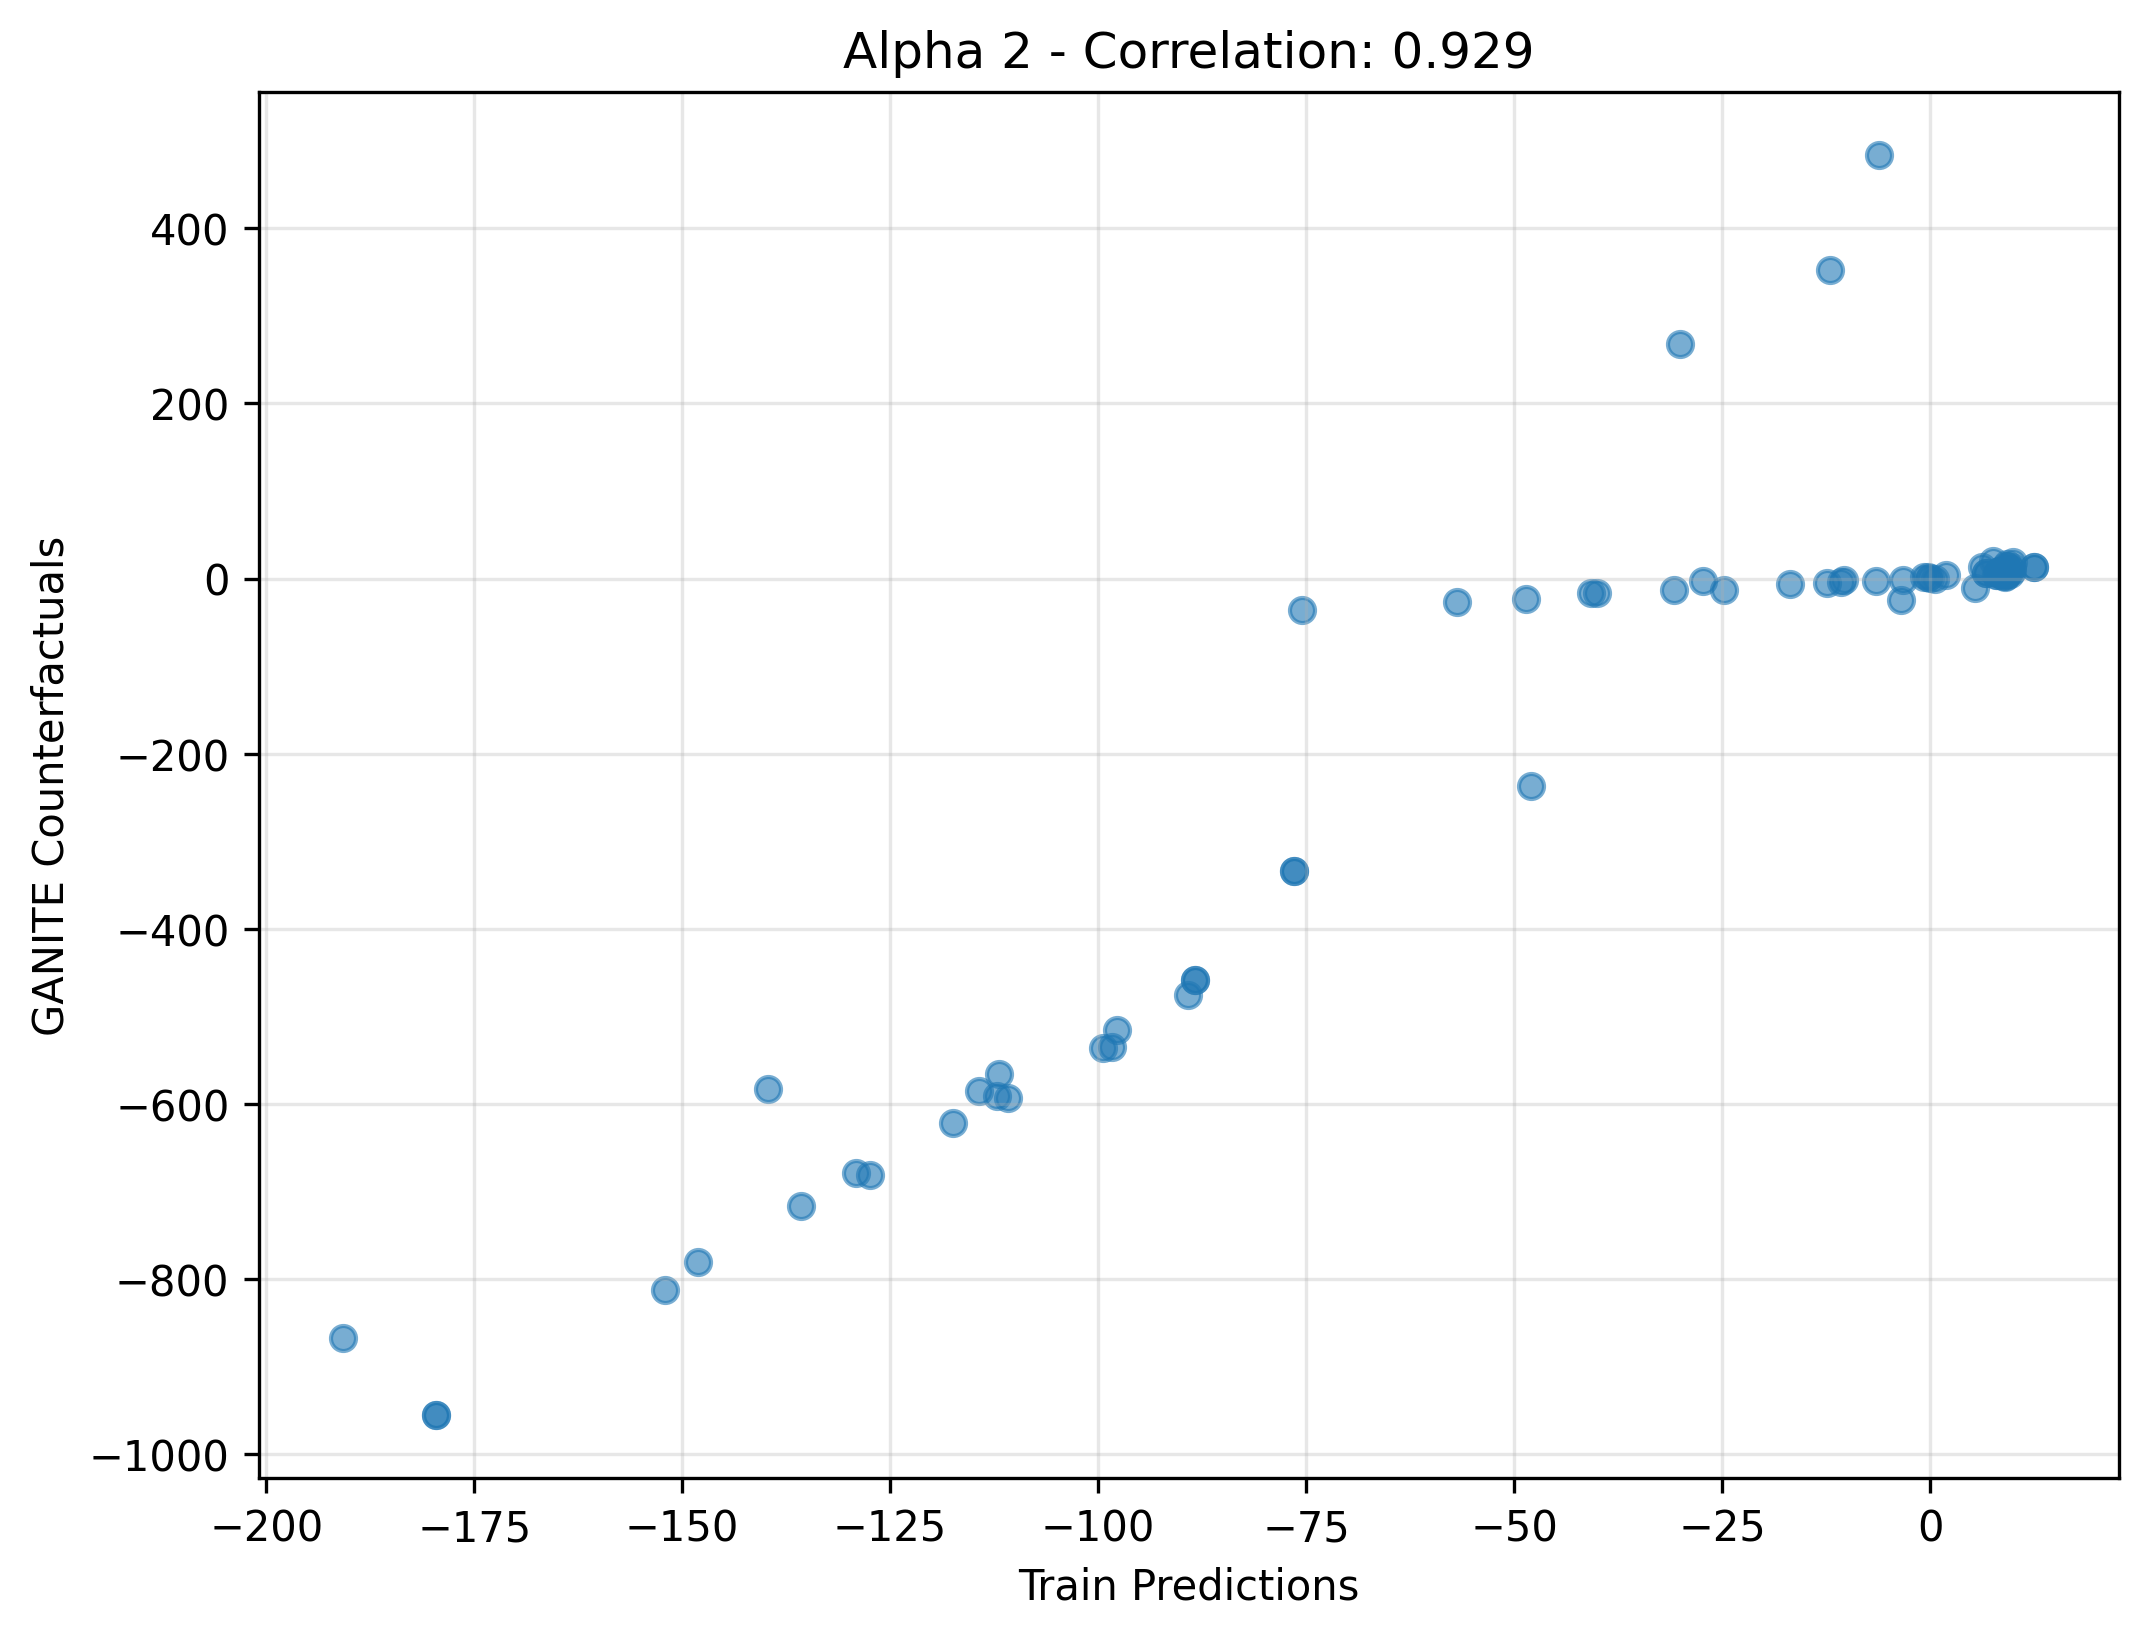 Alpha 2 - Correlation: 0.929
GANITE Counterfactuals
400
200
0
−200
−400
−600
−800
−1000
−200 −175 −150 −125 −100 −75 −50 −25 0
Train Predictions